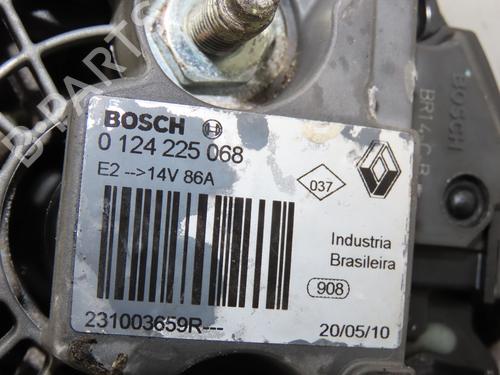 BOSCH
0 124 225 068
E2 -->14V 86A
037
Industria
Brasileira
908
231003659R---
20/05/10
BOSCH